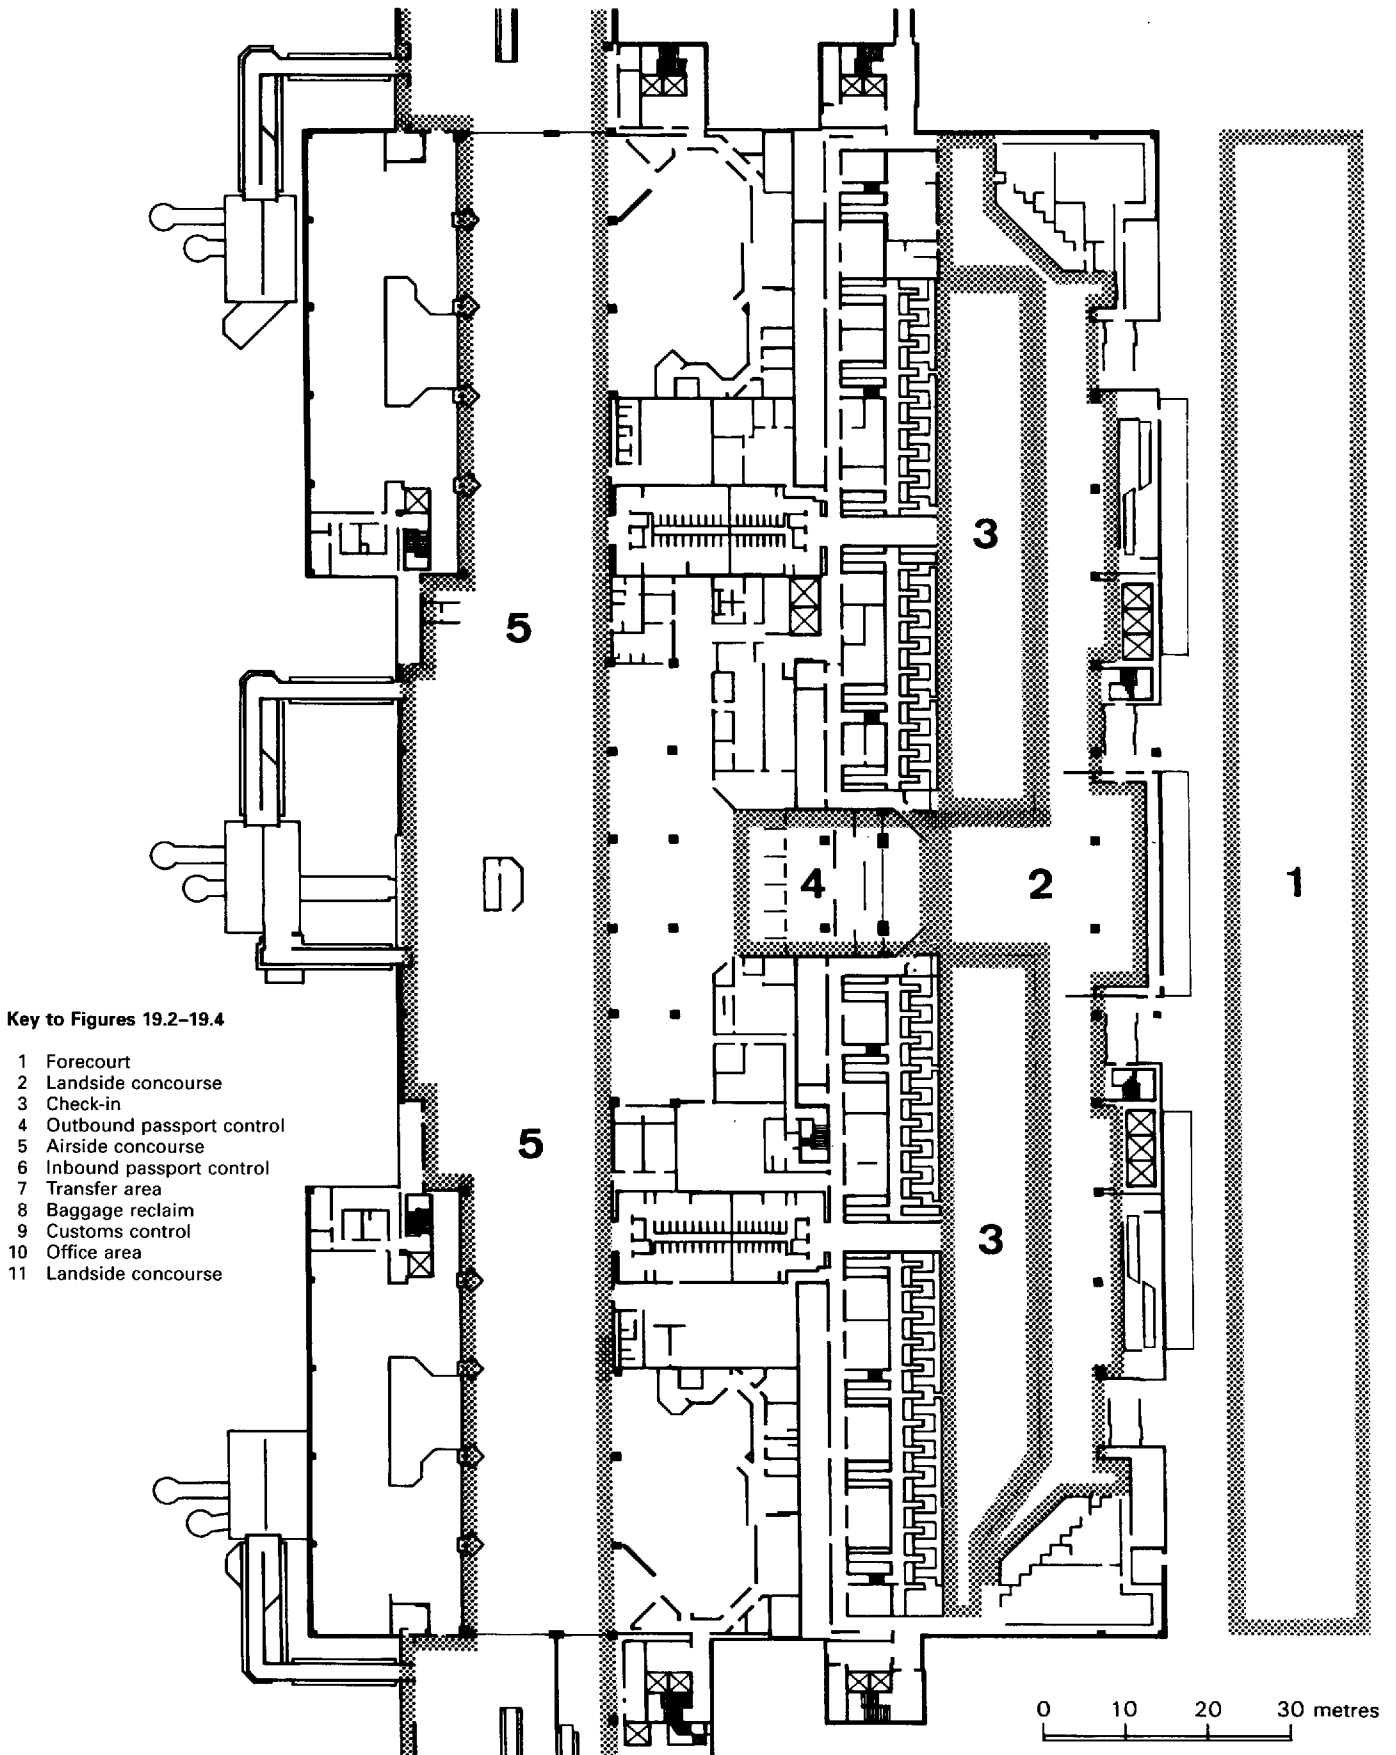 3
5
4
2
1
Key to Figures 19.2–19.4
1 Forecourt
2 Landside concourse
3 Check-in
4 Outbound passport control
5 Airside concourse
6 Inbound passport control
7 Transfer area
8 Baggage reclaim
9 Customs control
10 Office area
11 Landside concourse
5
3
0 10 20 30 metres